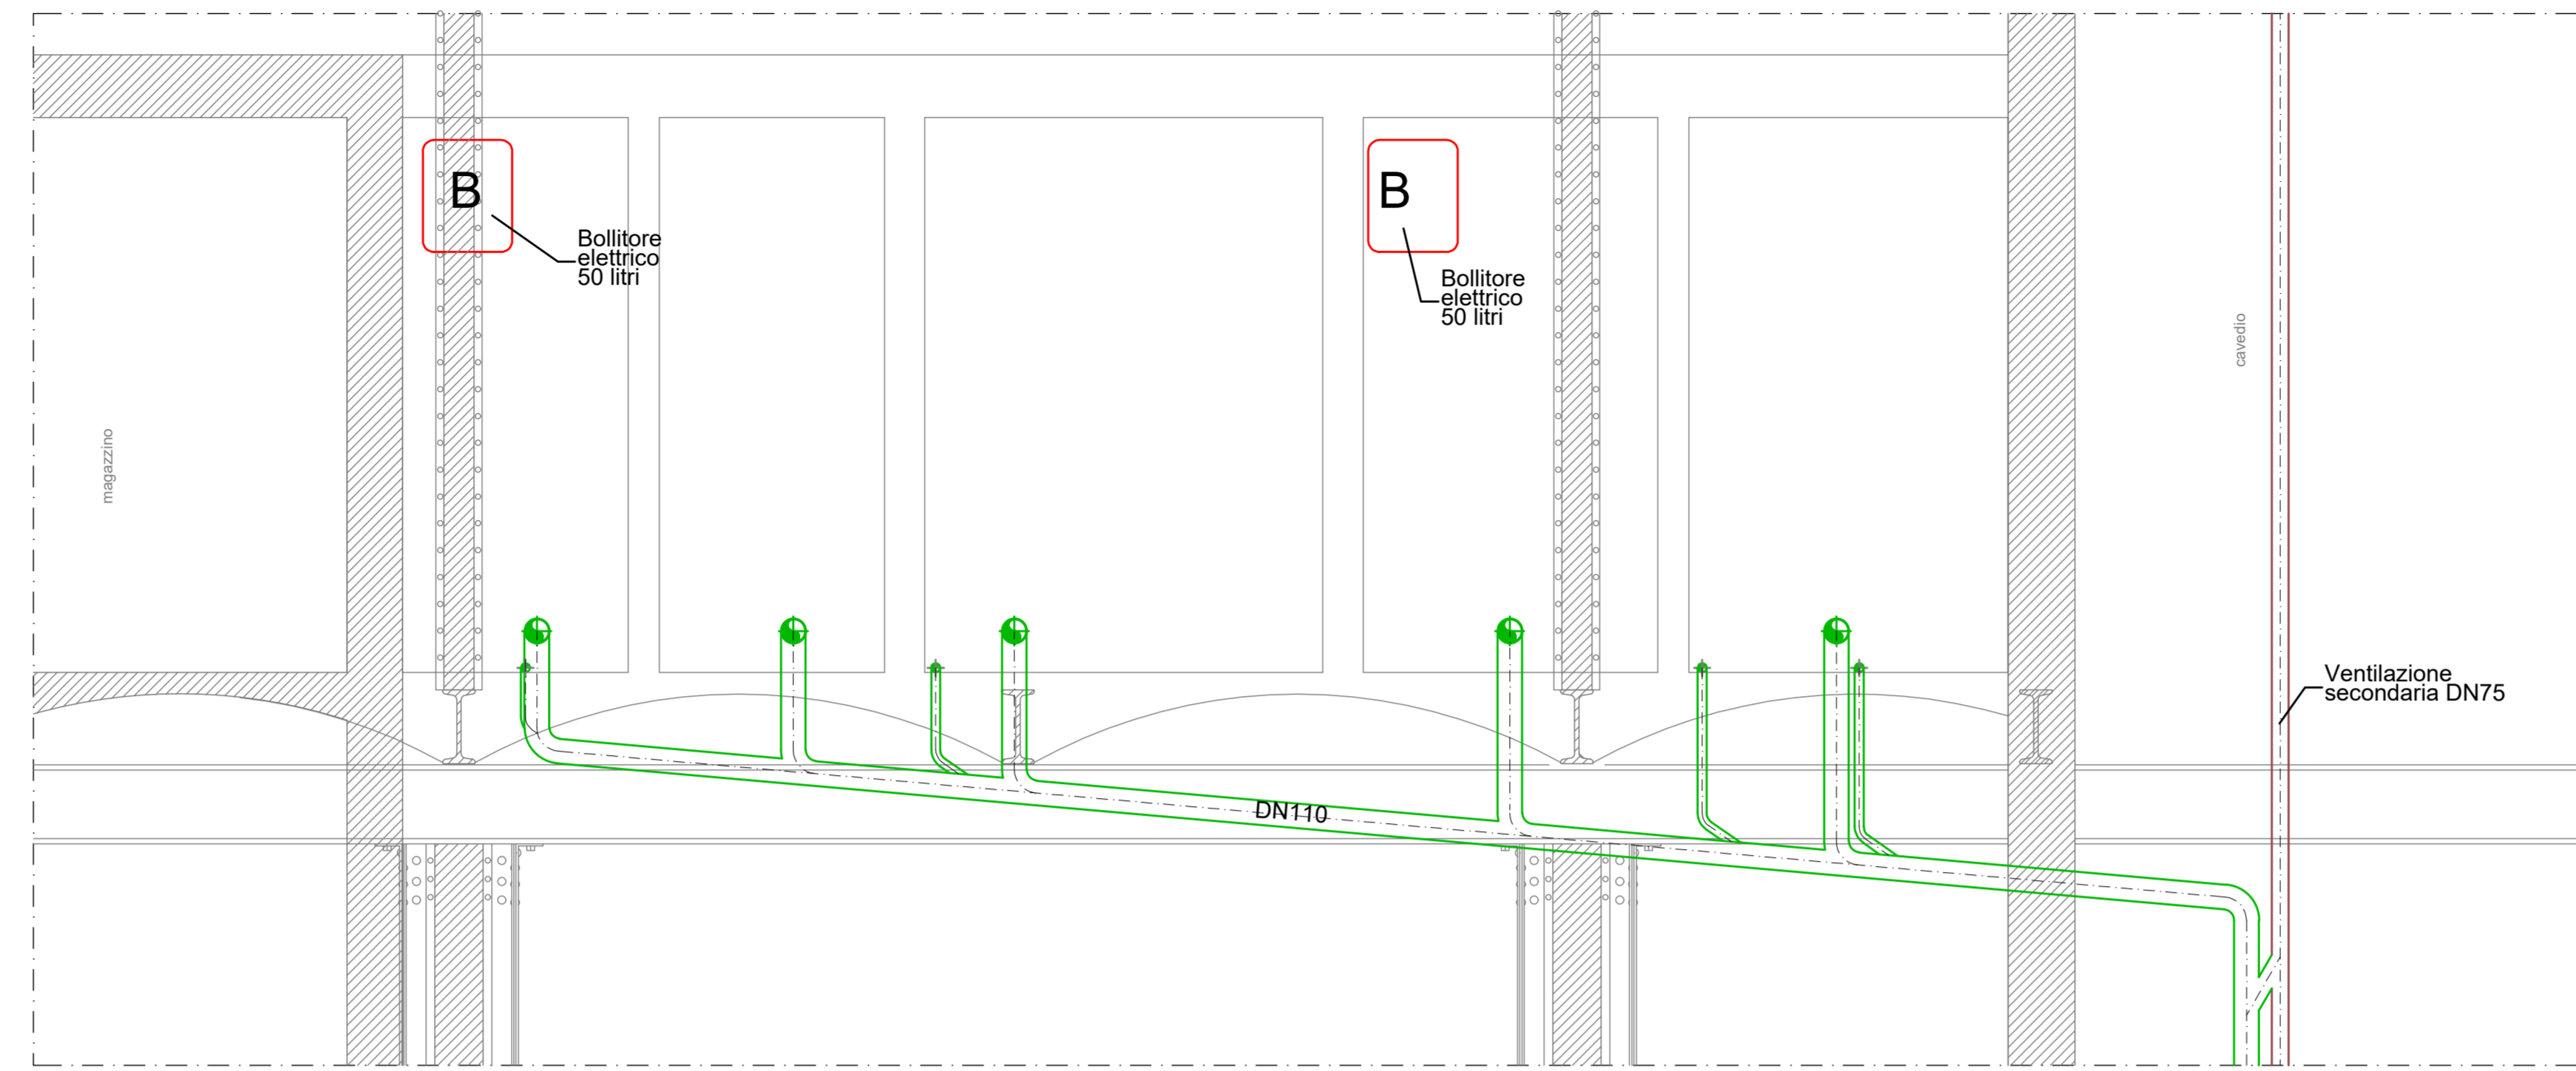 B
Bollitore
elettrico
50 litri
B
Bollitore
elettrico
50 litri
cavedio
magazzino
Ventilazione
secondaria DN75
DN110